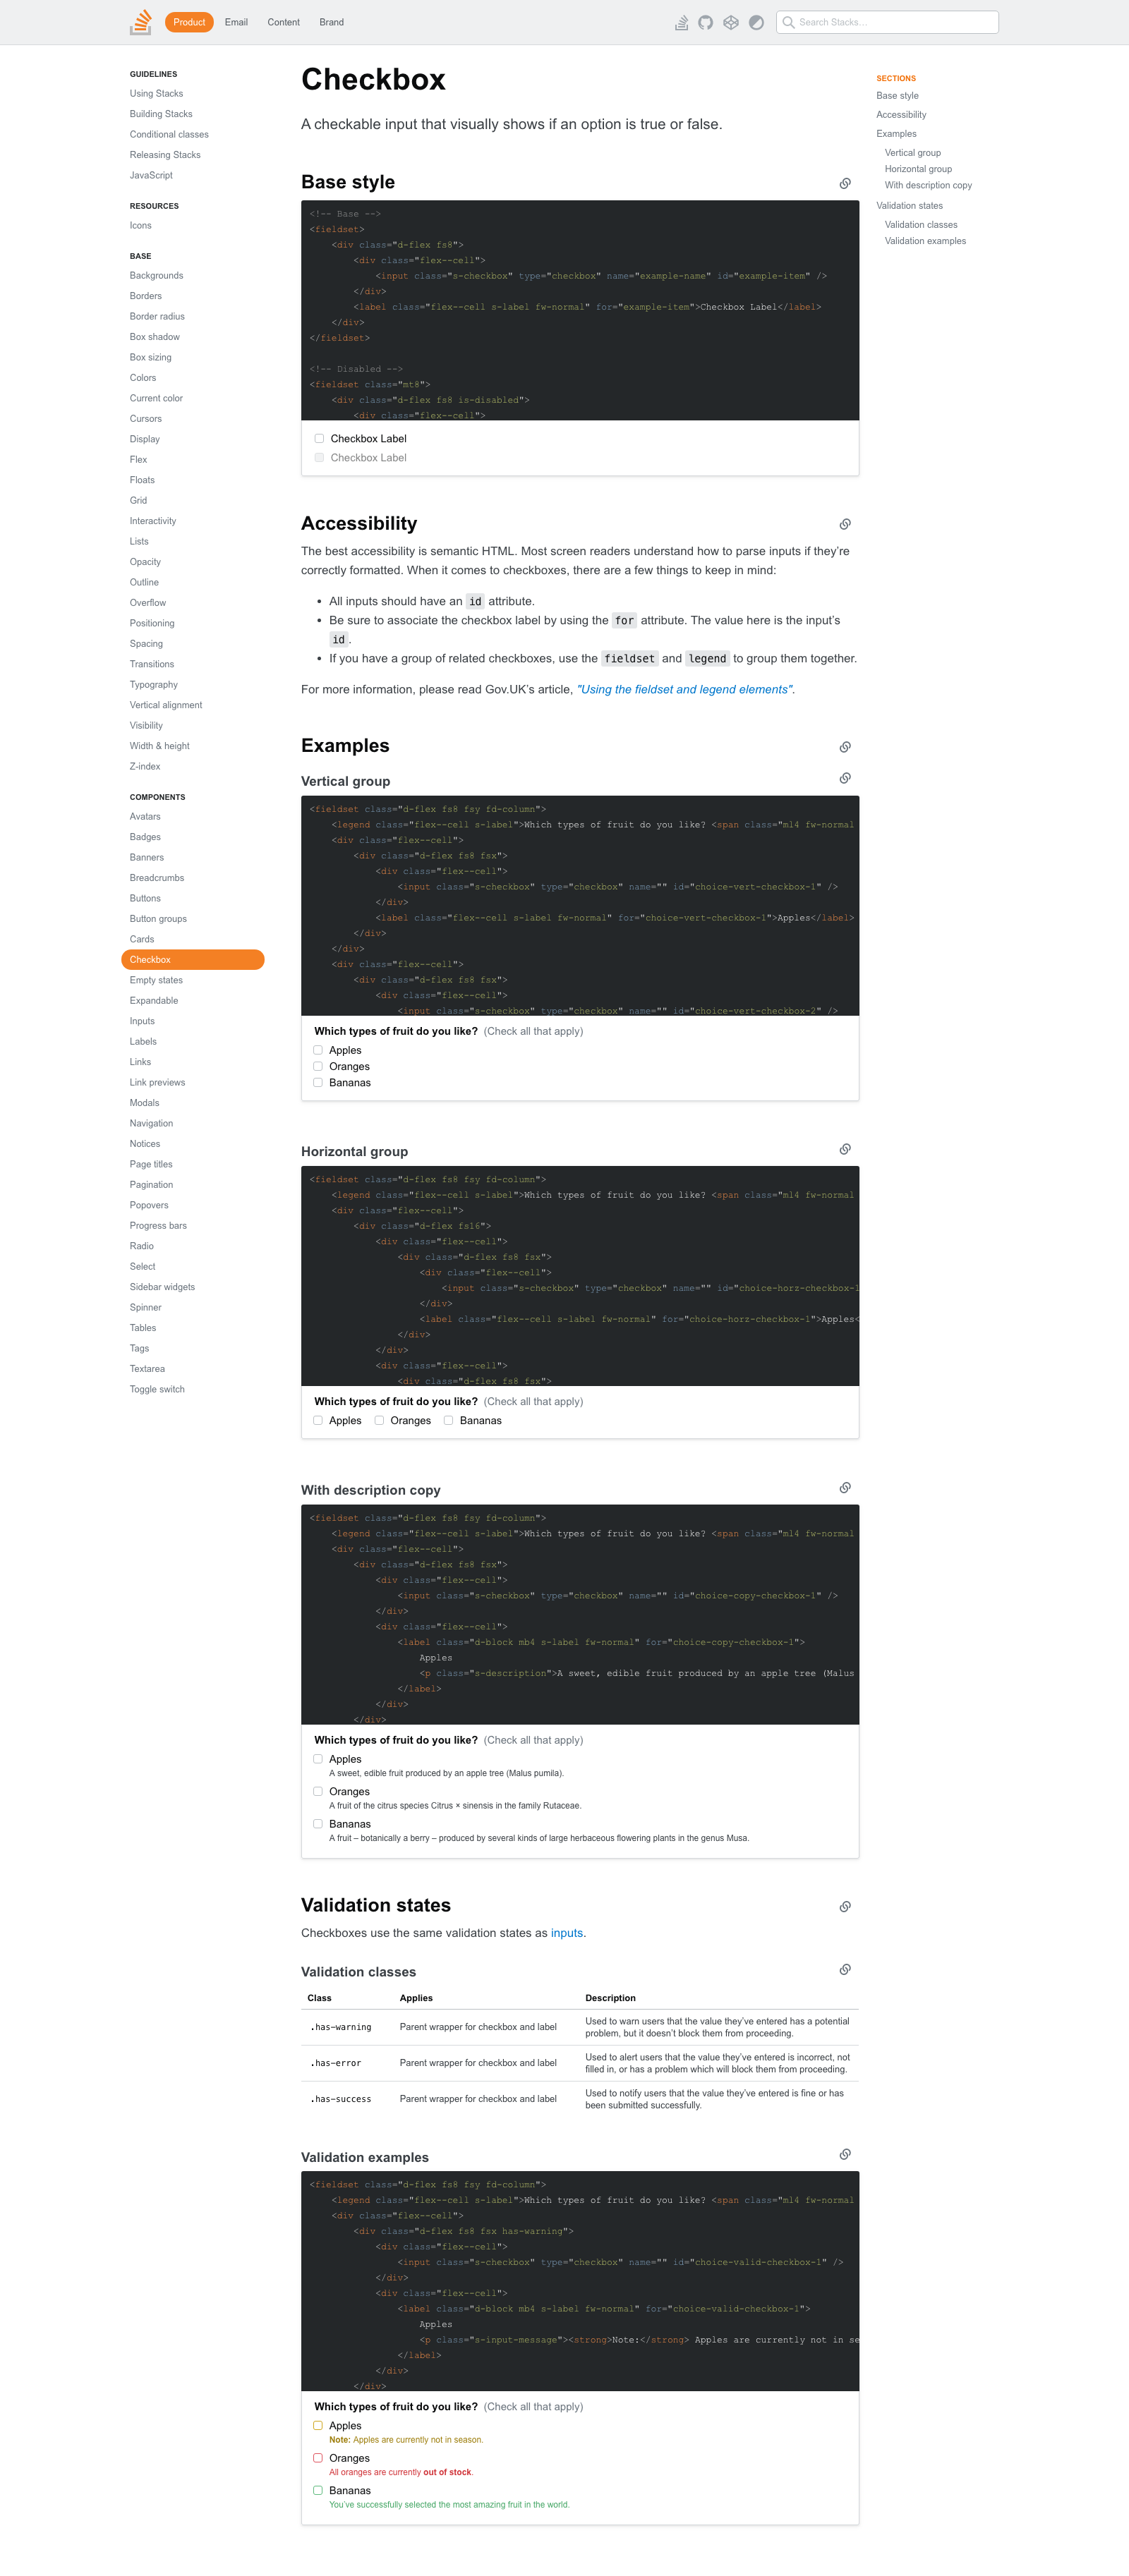 Product
Email
Content
Brand
Search Stacks…
GUIDELINES
Using Stacks
Building Stacks
Conditional classes
Releasing Stacks
JavaScript
RESOURCES
Icons
BASE
Backgrounds
Borders
Border radius
Box shadow
Box sizing
Colors
Current color
Cursors
Display
Flex
Floats
Grid
Interactivity
Lists
Opacity
Outline
Overflow
Positioning
Spacing
Transitions
Typography
Vertical alignment
Visibility
Width & height
Z-index
COMPONENTS
Avatars
Badges
Banners
Breadcrumbs
Buttons
Button groups
Cards
Checkbox
Empty states
Expandable
Inputs
Labels
Links
Link previews
Modals
Navigation
Notices
Page titles
Pagination
Popovers
Progress bars
Radio
Select
Sidebar widgets
Spinner
Tables
Tags
Textarea
Toggle switch
Checkbox
A checkable input that visually shows if an option is true or false.
Base style
<!-- Base -->
<fieldset>
<div class="d-flex fs8">
<div class="flex--cell">
<input class="s-checkbox" type="checkbox" name="example-name" id="example-item" />
</div>
<label class="flex--cell s-label fw-normal" for="example-item">Checkbox Label</label>
</div>
</fieldset>
<!-- Disabled -->
<fieldset class="mt8">
<div class="d-flex fs8 is-disabled">
<div class="flex--cell">
Checkbox Label
Checkbox Label
Accessibility
The best accessibility is semantic HTML. Most screen readers understand how to parse inputs if they’re
correctly formatted. When it comes to checkboxes, there are a few things to keep in mind:
• All inputs should have an id attribute.
• Be sure to associate the checkbox label by using the for attribute. The value here is the input’s
id.
• If you have a group of related checkboxes, use the fieldset and legend to group them together.
For more information, please read Gov.UK’s article, "Using the fieldset and legend elements".
Examples
Vertical group
<fieldset class="d-flex fs8 fsy fd-column">
<legend class="flex--cell s-label">Which types of fruit do you like? <span class="ml4 fw-normal
<div class="flex--cell">
<div class="d-flex fs8 fsx">
<div class="flex--cell">
<input class="s-checkbox" type="checkbox" name="" id="choice-vert-checkbox-1" />
</div>
<label class="flex--cell s-label fw-normal" for="choice-vert-checkbox-1">Apples</label>
</div>
</div>
<div class="flex--cell">
<div class="d-flex fs8 fsx">
<div class="flex--cell">
<input class="s-checkbox" type="checkbox" name="" id="choice-vert-checkbox-2" />
Which types of fruit do you like? (Check all that apply)
Apples
Oranges
Bananas
Horizontal group
<fieldset class="d-flex fs8 fsy fd-column">
<legend class="flex--cell s-label">Which types of fruit do you like? <span class="ml4 fw-normal
<div class="flex--cell">
<div class="d-flex fs16">
<div class="flex--cell">
<div class="d-flex fs8 fsx">
<div class="flex--cell">
<input class="s-checkbox" type="checkbox" name="" id="choice-horz-checkbox-1
</div>
<label class="flex--cell s-label fw-normal" for="choice-horz-checkbox-1">Apples<
</div>
</div>
<div class="flex--cell">
<div class="d-flex fs8 fsx">
Which types of fruit do you like? (Check all that apply)
Apples Oranges Bananas
With description copy
<fieldset class="d-flex fs8 fsy fd-column">
<legend class="flex--cell s-label">Which types of fruit do you like? <span class="ml4 fw-normal
<div class="flex--cell">
<div class="d-flex fs8 fsx">
<div class="flex--cell">
<input class="s-checkbox" type="checkbox" name="" id="choice-copy-checkbox-1" />
</div>
<div class="flex--cell">
<label class="d-block mb4 s-label fw-normal" for="choice-copy-checkbox-1">
Apples
<p class="s-description">A sweet, edible fruit produced by an apple tree (Malus
</label>
</div>
</div>
Which types of fruit do you like? (Check all that apply)
Apples
A sweet, edible fruit produced by an apple tree (Malus pumila).
Oranges
A fruit of the citrus species Citrus × sinensis in the family Rutaceae.
Bananas
A fruit – botanically a berry – produced by several kinds of large herbaceous flowering plants in the genus Musa.
Validation states
Checkboxes use the same validation states as inputs.
Validation classes
Class Applies Description
.has-warning Parent wrapper for checkbox and label Used to warn users that the value they’ve entered has a potential
problem, but it doesn’t block them from proceeding.
.has-error Parent wrapper for checkbox and label Used to alert users that the value they’ve entered is incorrect, not
filled in, or has a problem which will block them from proceeding.
.has-success Parent wrapper for checkbox and label Used to notify users that the value they’ve entered is fine or has
been submitted successfully.
Validation examples
<fieldset class="d-flex fs8 fsy fd-column">
<legend class="flex--cell s-label">Which types of fruit do you like? <span class="ml4 fw-normal
<div class="flex--cell">
<div class="d-flex fs8 fsx has-warning">
<div class="flex--cell">
<input class="s-checkbox" type="checkbox" name="" id="choice-valid-checkbox-1" />
</div>
<div class="flex--cell">
<label class="d-block mb4 s-label fw-normal" for="choice-valid-checkbox-1">
Apples
<p class="s-input-message"><strong>Note:</strong> Apples are currently not in se
</label>
</div>
</div>
Which types of fruit do you like? (Check all that apply)
Apples
Note: Apples are currently not in season.
Oranges
All oranges are currently out of stock.
Bananas
You’ve successfully selected the most amazing fruit in the world.
SECTIONS
Base style
Accessibility
Examples
Vertical group
Horizontal group
With description copy
Validation states
Validation classes
Validation examples